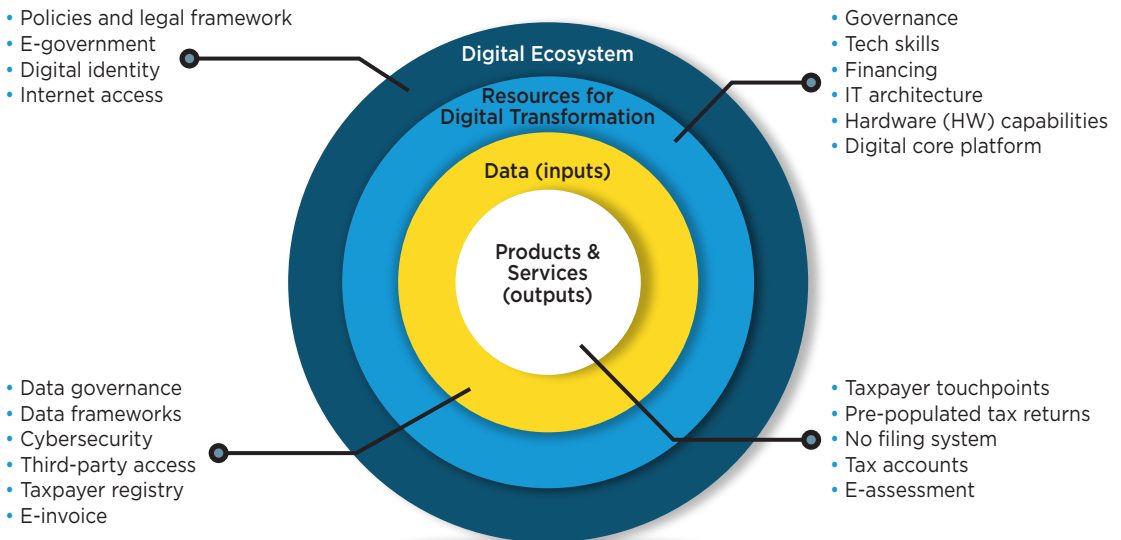 • Policies and legal framework
• E-government
• Digital identity
• Internet access
Digital Ecosystem
Resources for
Digital Transformation
Data (inputs)
Products &
Services
(outputs)
• Governance
• Tech skills
• Financing
• IT architecture
• Hardware (HW) capabilities
• Digital core platform
• Data governance
• Data frameworks
• Cybersecurity
• Third-party access
• Taxpayer registry
• E-invoice
• Taxpayer touchpoints
• Pre-populated tax returns
• No filing system
• Tax accounts
• E-assessment